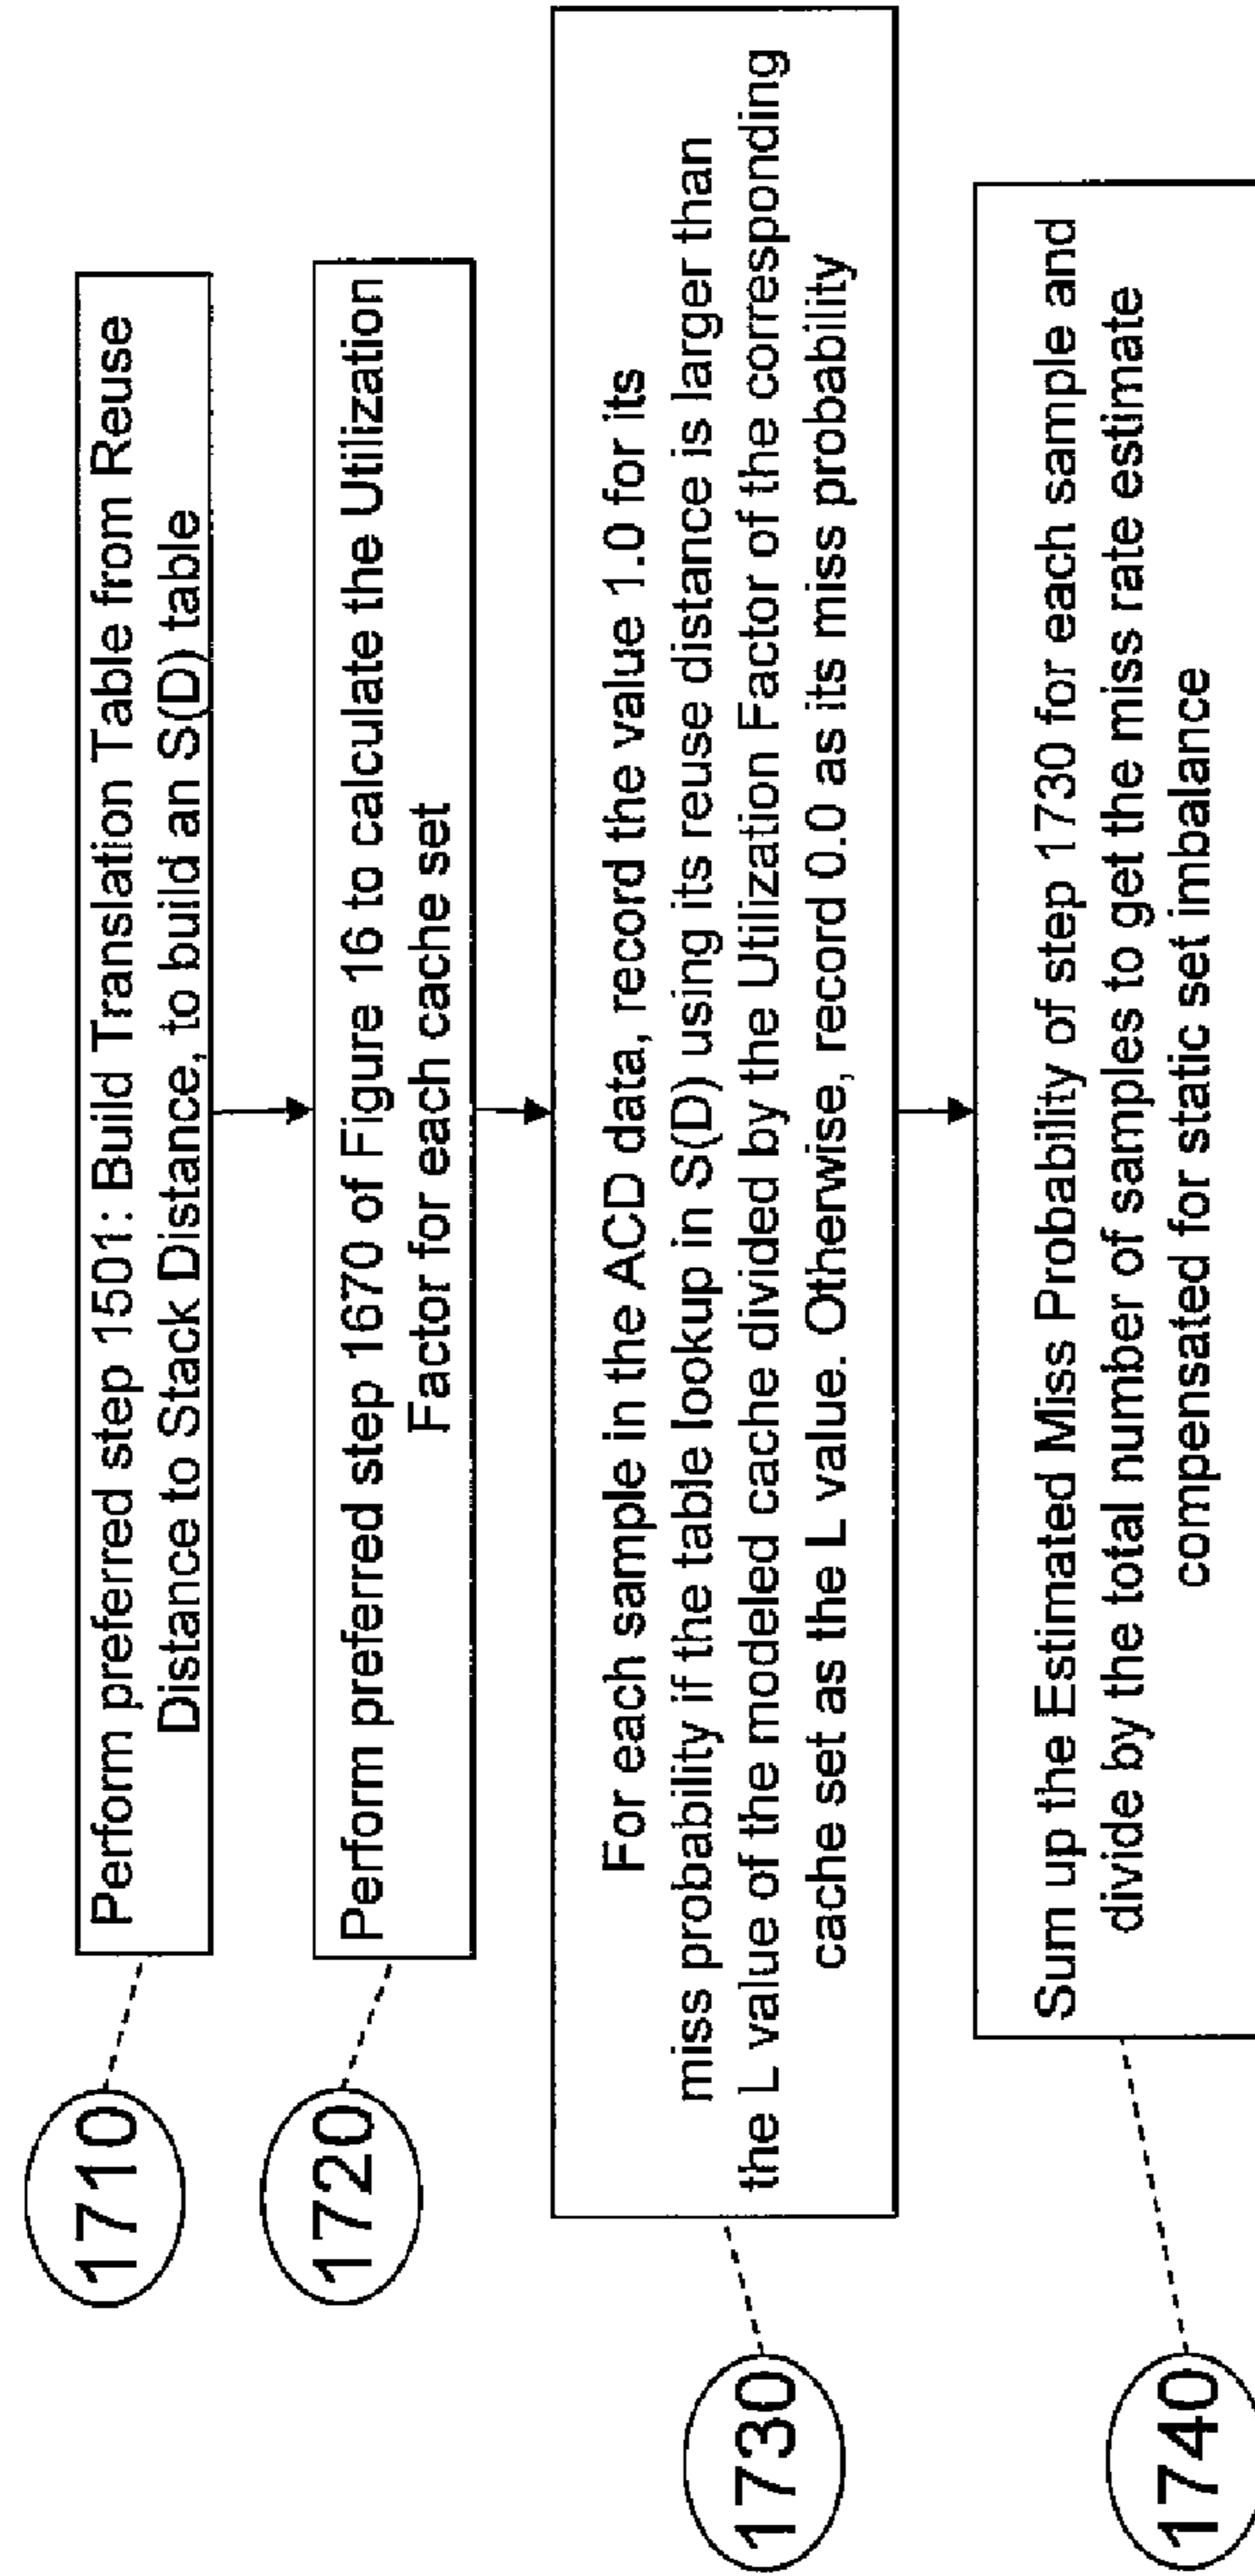 1710
Perform preferred step 1501: Build Translation Table from Reuse
Distance to Stack Distance, to build an S(D) table
1720
Perform preferred step 1670 of Figure 16 to calculate the Utilization
Factor for each cache set
1730
For each sample in the ACD data, record the value 1.0 for its
miss probability if the table lookup in S(D) using its reuse distance is larger than
the L value of the modeled cache divided by the Utilization Factor of the corresponding
cache set as the L value. Otherwise, record 0.0 as its miss probability
1740
Sum up the Estimated Miss Probability of step 1730 for each sample and
divide by the total number of samples to get the miss rate estimate
compensated for static set imbalance